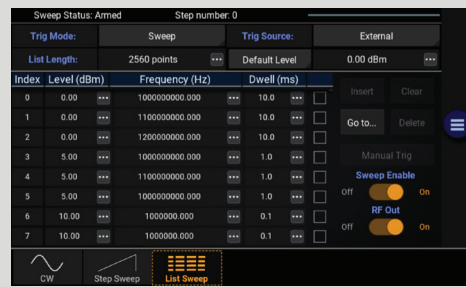 Sweep Status: Armed Step number: 0
Trig Mode: Sweep Trig Source: External
List Length: 2560 points ••• Default Level 0.00 dBm •••
Index Level (dBm) Frequency (Hz) Dwell (ms)
0 0.00 ••• 1000000000.000 ••• 10.0 •••
1 0.00 ••• 1100000000.000 ••• 10.0 •••
2 0.00 ••• 1200000000.000 ••• 10.0 •••
3 5.00 ••• 1000000000.000 ••• 1.0 •••
4 5.00 ••• 1000000000.000 ••• 1.0 •••
5 5.00 ••• 1000000000.000 ••• 1.0 •••
6 10.00 ••• 1000000.000 ••• 0.1 •••
7 10.00 ••• 1000000.000 ••• 0.1 •••
Insert Clear
Go to... Delete
Manual Trig
Sweep Enable
Off On
RF Out
Off On
CW Step Sweep List Sweep